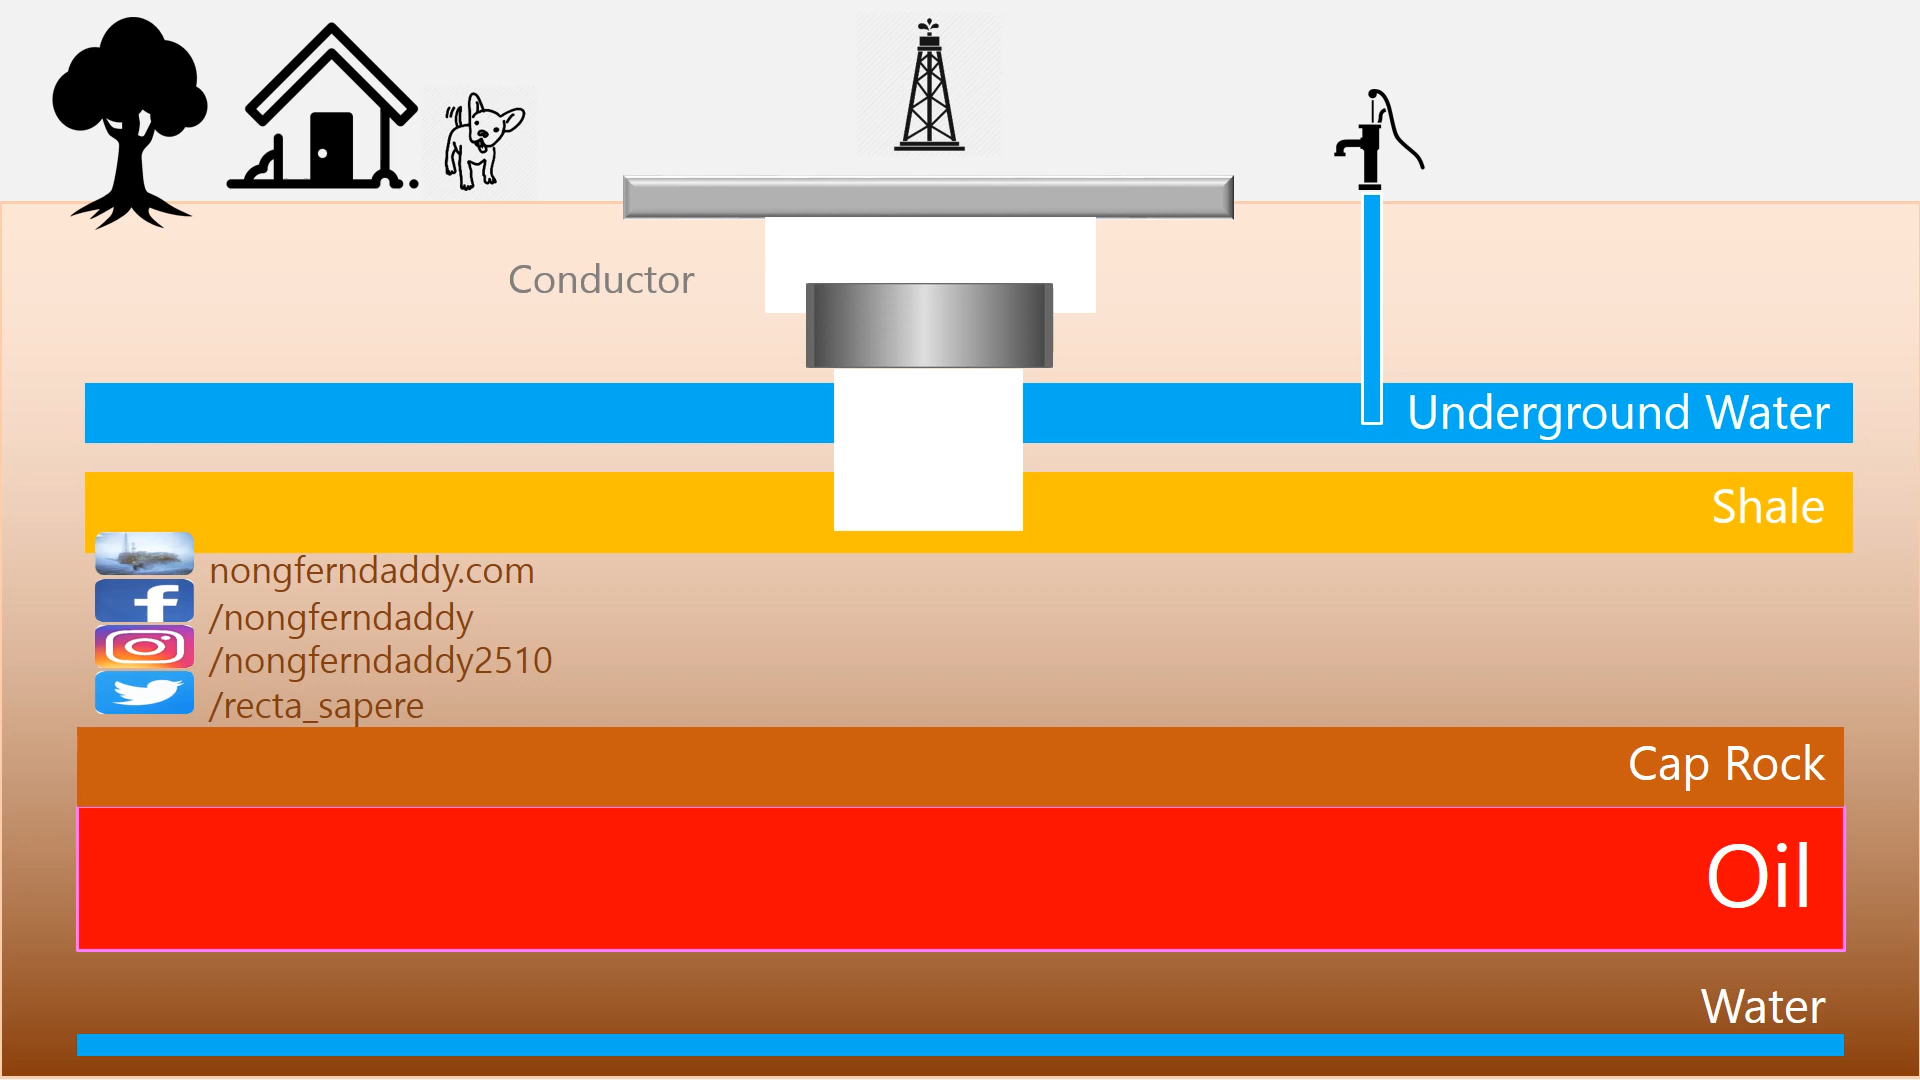 Conductor
Underground Water
Shale
nongferndaddy.com
/nongferndaddy
/nongferndaddy2510
/recta_sapere
Cap Rock
Oil
Water